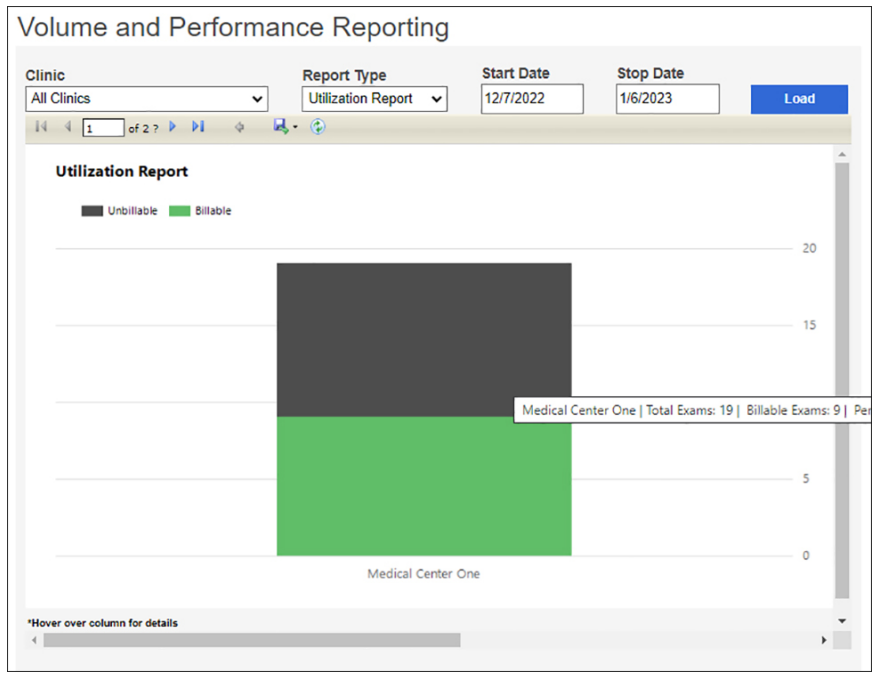 Volume and Performance Reporting
Clinic Report Type Start Date Stop Date
All Clinics Utilization Report 12/7/2022 1/6/2023 Load
1 of 2 ?
Utilization Report
Unbillable Billable
20
15
Medical Center One | Total Exams: 19 | Billable Exams: 9 |
5
0
Medical Center One
*Hover over column for details